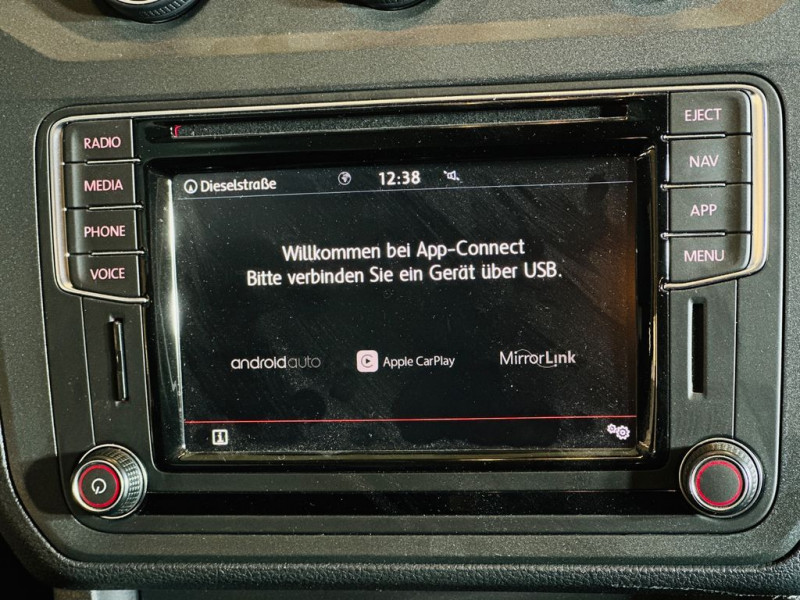 RADIO
MEDIA
PHONE
VOICE
EJECT
NAV
APP
MENU
Dieselstraße
12:38
Willkommen bei App-Connect
Bitte verbinden Sie ein Gerät über USB.
androidauto
Apple CarPlay
MirrorLink